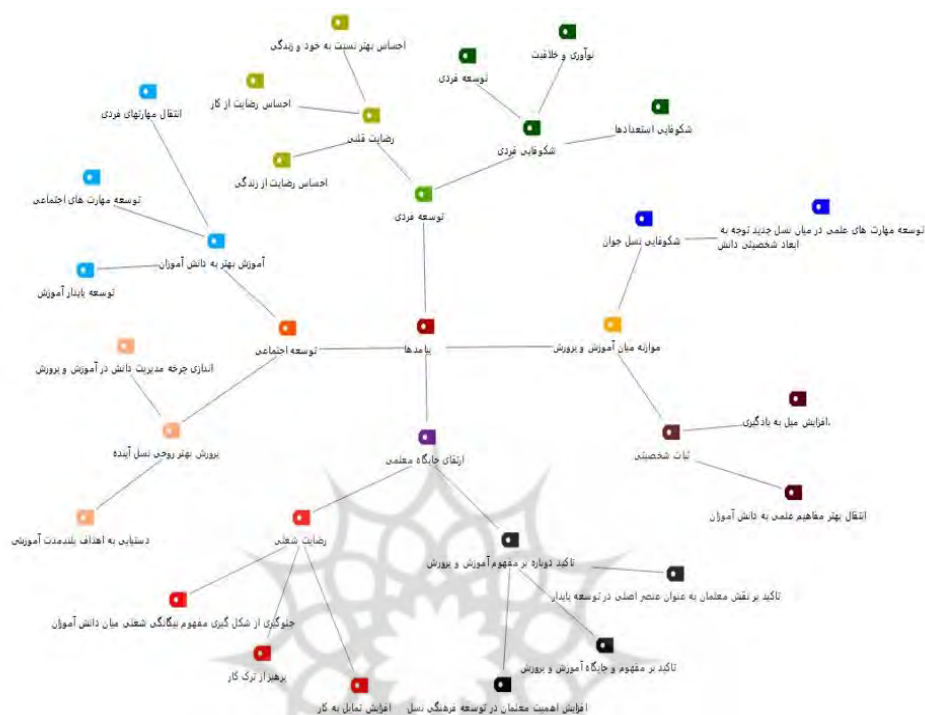 احساس بهتر نسبت به خود و زندگی
نوآوری و خلاقیت
توسعه فردی
احساس رضایت از کار
انتقال مهارتهای فردی
رضایت قلبی
شکوفایی فردی
شکوفایی استعدادها
احساس رضایت از زندگی
توسعه مهارت های اجتماعی
توسعه فردی
توسعه مهارت های علمی در میان نسل جدید توجه به
ابعاد شخصیتی دانش
شکوفایی نسل جوان
آموزش بهتر به دانش آموزان
توسعه پایدار آموزش
توسعه اجتماعی
پیامدها
موازنه میان آموزش و پرورش
اندازی چرخه مدیریت دانش در آموزش و پرورش
افزایش میل به یادگیری.
پرورش بهتر روحی نسل آینده
ارتقای جایگاه معلمی
ثبات شخصیتی
انتقال بهتر مفاهیم علمی به دانش آموزان
دستیابی به اهداف بلندمدت آموزشی
رضایت شغلی
تاکید دوباره بر مفهوم آموزش و پرورش
تاکید بر نقش معلمان به عنوان عنصر اصلی در توسعه پایدار
جلوگیری از شکل گیری مفهوم بیگانگی شغلی میان دانش آموزان
تاکید بر مفهوم و جایگاه آموزش و پرورش
پرهیز از ترک کار
افزایش تمایل به کار
افزایش اهمیت معلمان در توسعه فرهنگی نسل